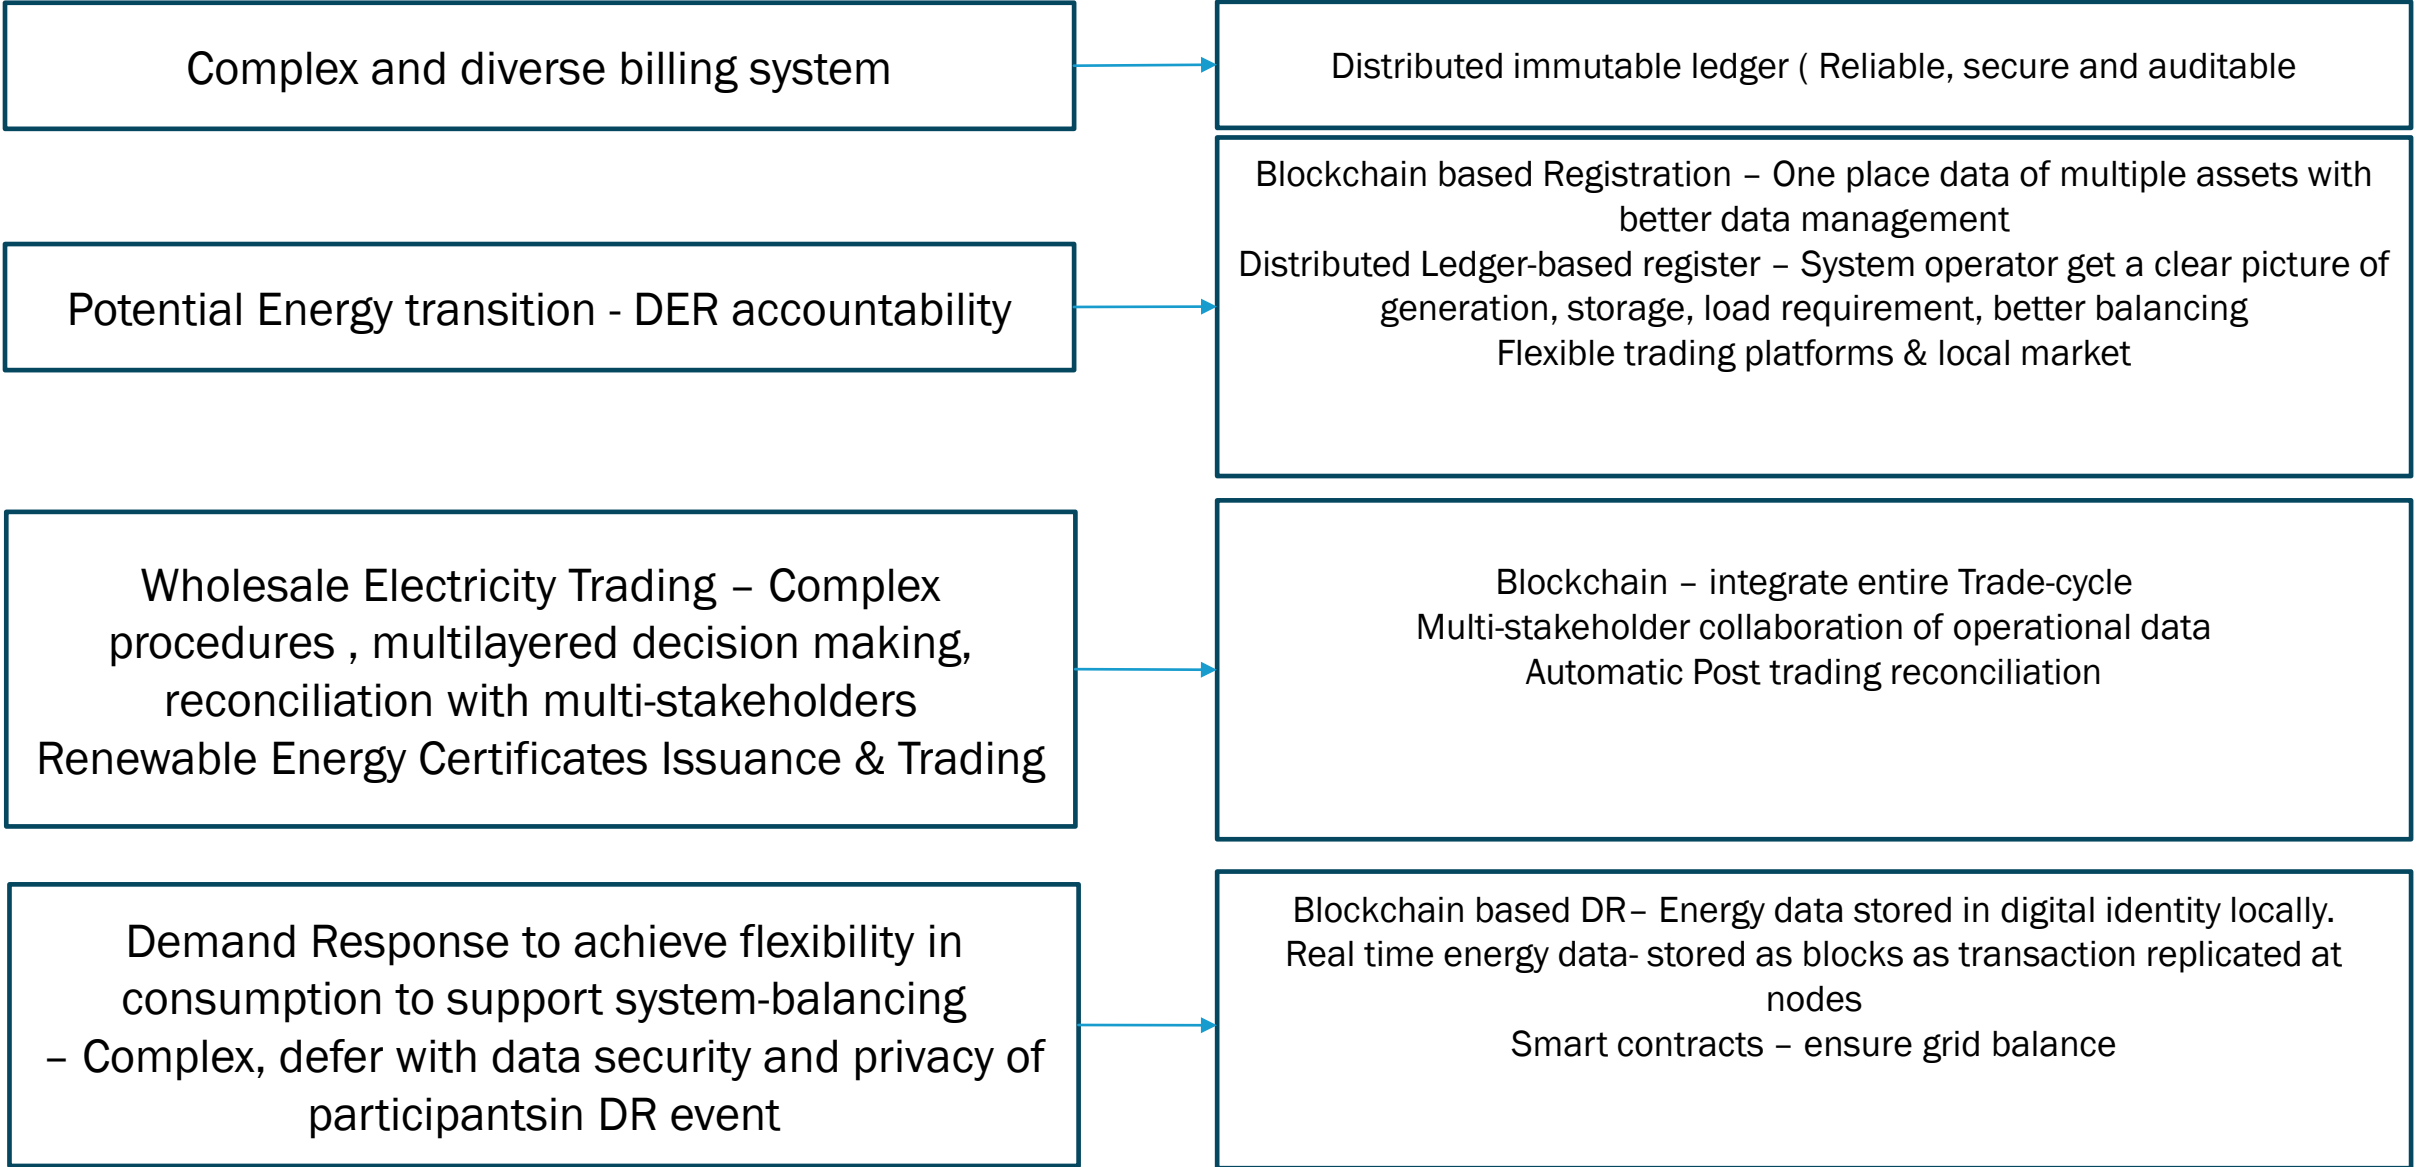 Complex and diverse billing system
Distributed immutable ledger ( Reliable, secure and auditable
Potential Energy transition - DER accountability
Blockchain based Registration – One place data of multiple assets with
better data management
Distributed Ledger-based register – System operator get a clear picture of
generation, storage, load requirement, better balancing
Flexible trading platforms & local market
Wholesale Electricity Trading – Complex
procedures , multilayered decision making,
reconciliation with multi-stakeholders
Renewable Energy Certificates Issuance & Trading
Blockchain – integrate entire Trade-cycle
Multi-stakeholder collaboration of operational data
Automatic Post trading reconciliation
Demand Response to achieve flexibility in
consumption to support system-balancing
– Complex, defer with data security and privacy of
participantsin DR event
Blockchain based DR– Energy data stored in digital identity locally.
Real time energy data- stored as blocks as transaction replicated at
nodes
Smart contracts – ensure grid balance